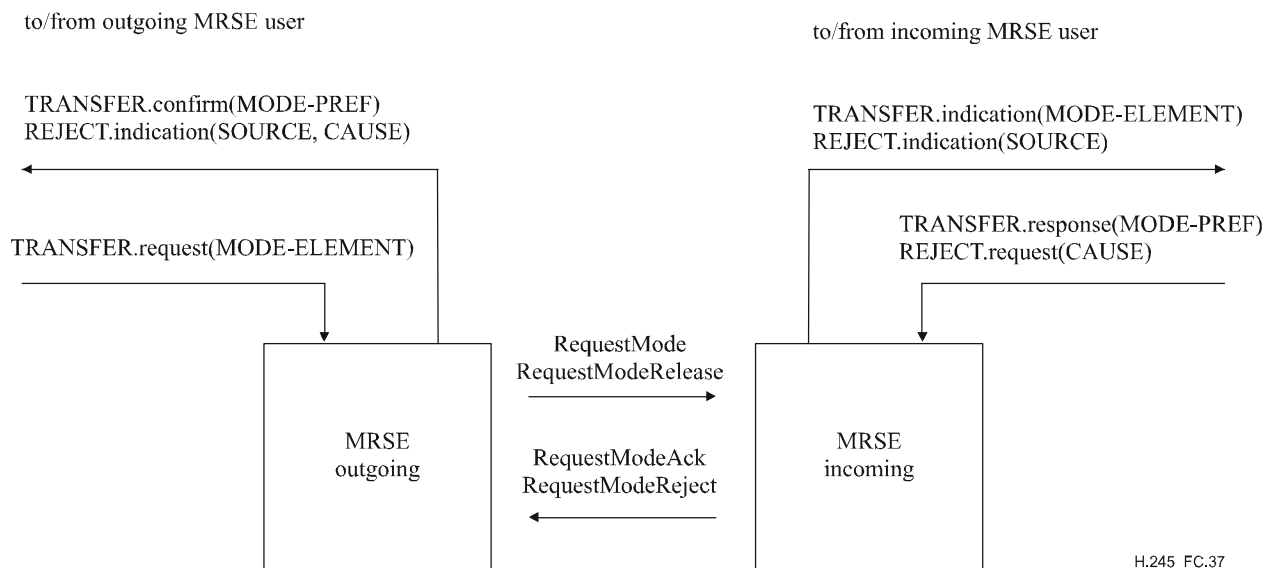 to/from outgoing MRSE user
to/from incoming MRSE user
TRANSFER.confirm(MODE-PREF)
REJECT.indication(SOURCE, CAUSE)
TRANSFER.indication(MODE-ELEMENT)
REJECT.indication(SOURCE)
TRANSFER.request(MODE-ELEMENT)
TRANSFER.response(MODE-PREF)
REJECT.request(CAUSE)
RequestMode
RequestModeRelease
MRSE
outgoing
RequestModeAck
RequestModeReject
MRSE
incoming
H.245_FC.37